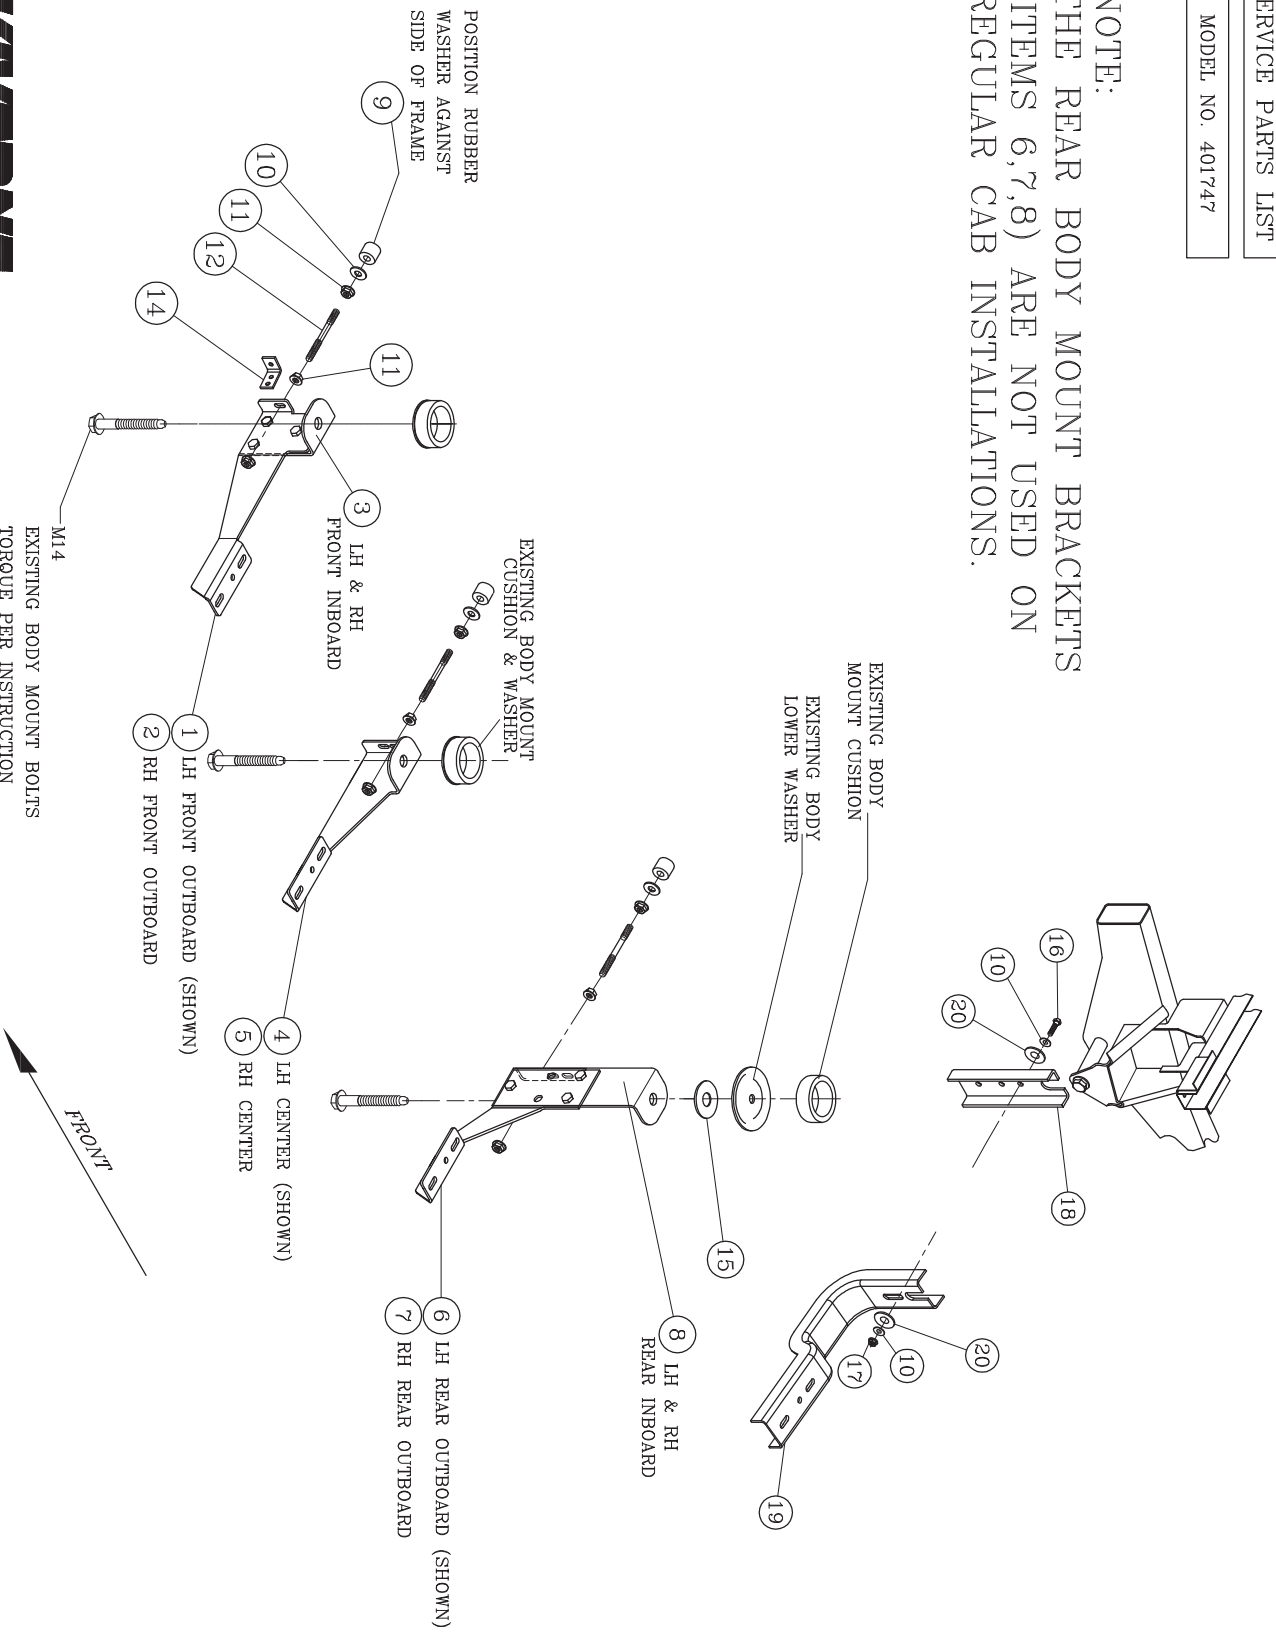 SERVICE PARTS LIST
MODEL NO. 401747
NOTE:
THE REAR BODY MOUNT BRACKETS
(ITEMS 6,7,8) ARE NOT USED ON
REGULAR CAB INSTALLATIONS.
16
10
20
18
20
10
17
19
EXISTING BODY
MOUNT CUSHION
EXISTING BODY
LOWER WASHER
15
8 LH & RH
REAR INBOARD
6 LH REAR OUTBOARD (SHOWN)
7 RH REAR OUTBOARD
EXISTING BODY MOUNT
CUSHION & WASHER
4 LH CENTER (SHOWN)
5 RH CENTER
POSITION RUBBER
WASHER AGAINST
SIDE OF FRAME
9
10
11
12
14
11
3 LH & RH
FRONT INBOARD
1 LH FRONT OUTBOARD (SHOWN)
2 RH FRONT OUTBOARD
M14
EXISTING BODY MOUNT BOLTS
TORQUE PER INSTRUCTION
FRONT